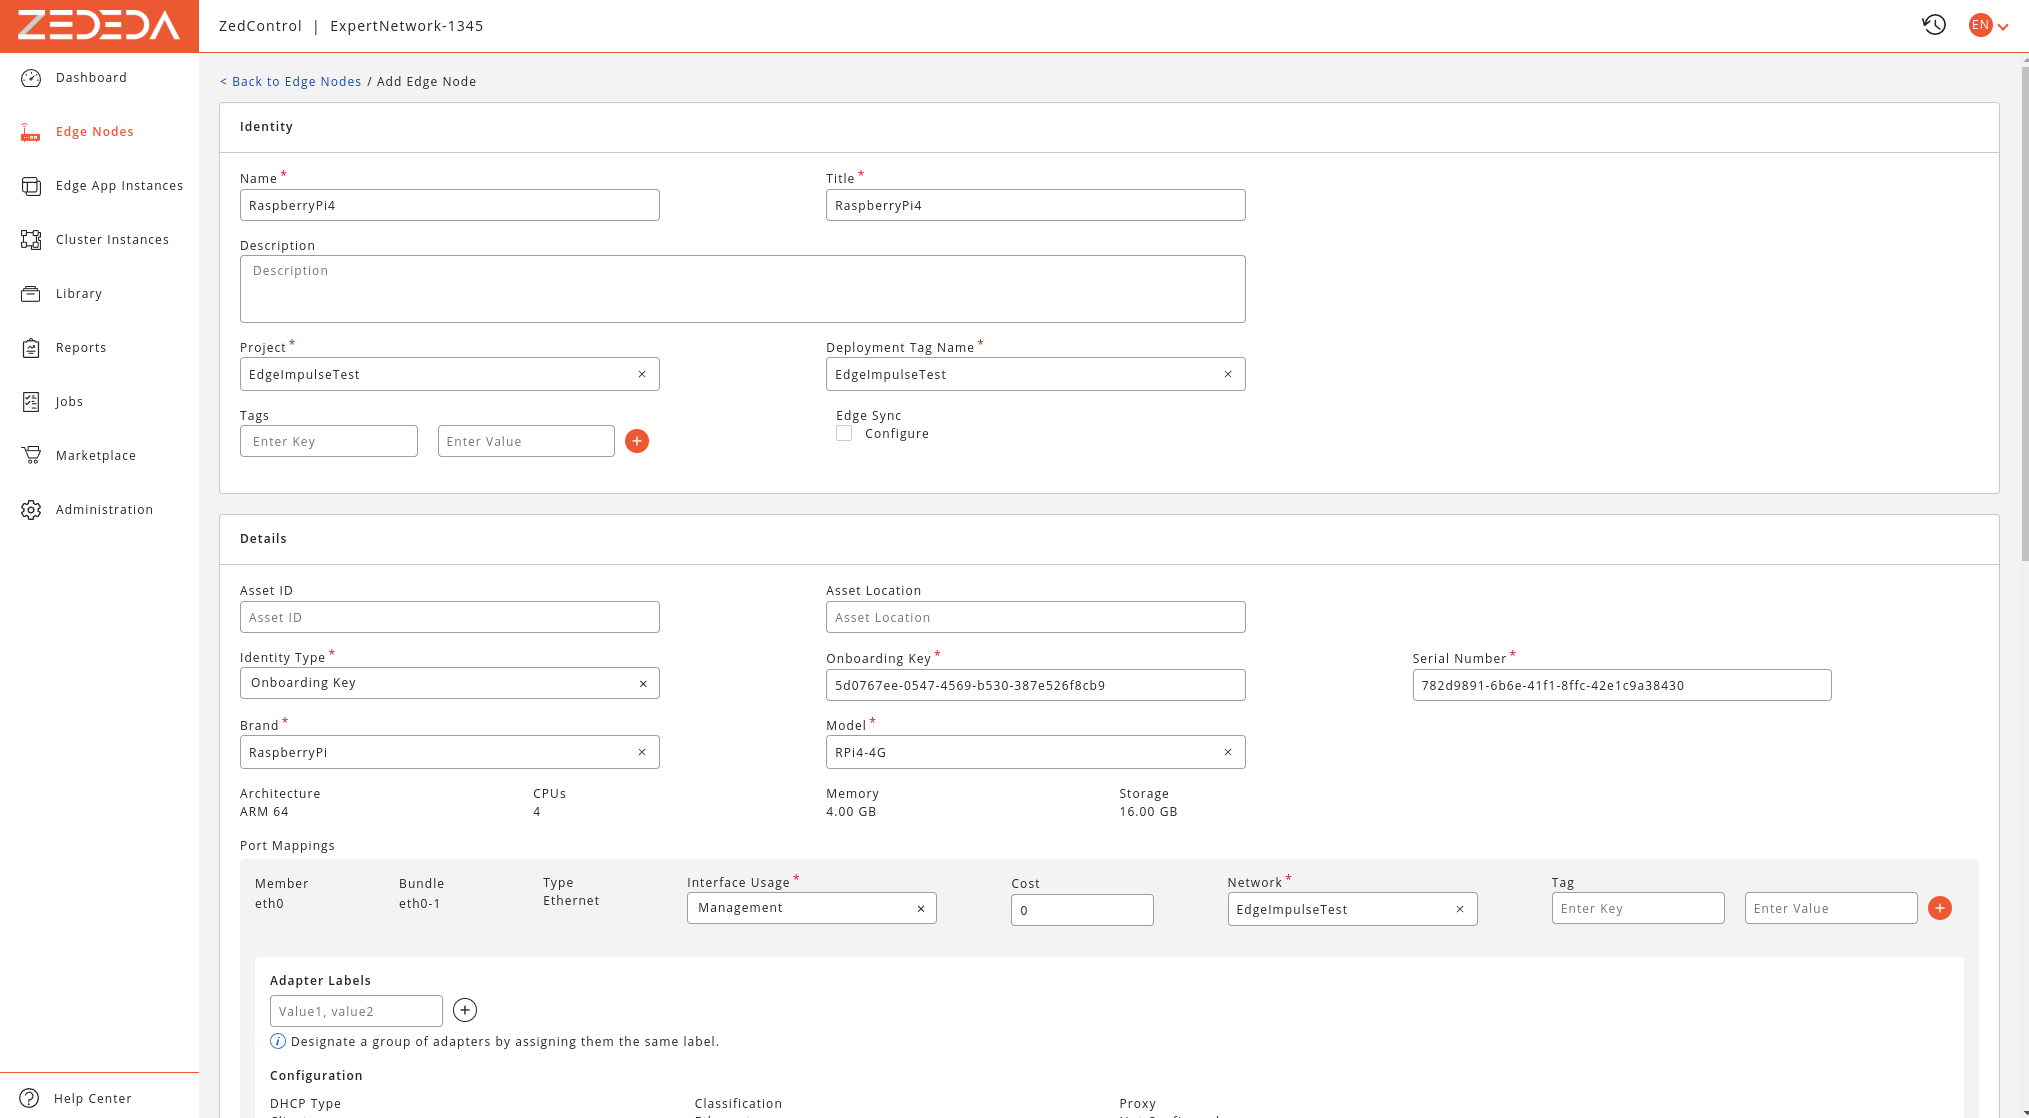 ZEDEDA
ZedControl | ExpertNetwork-1345
EN
Dashboard
Edge Nodes
Edge App Instances
Cluster Instances
Library
Reports
Jobs
Marketplace
Administration
Help Center
< Back to Edge Nodes / Add Edge Node
Identity
Name *
Title *
RaspberryPi4
RaspberryPi4
Description
Description
Project *
Deployment Tag Name *
EdgeImpulseTest ×
EdgeImpulseTest ×
Tags
Edge Sync
Enter Key
Enter Value
Configure
Details
Asset ID
Asset Location
Asset ID
Asset Location
Identity Type *
Onboarding Key *
Serial Number *
Onboarding Key ×
5d0767ee-0547-4569-b530-387e526f8cb9
782d9891-6b6e-41f1-8ffc-42e1c9a38430
Brand *
Model *
RaspberryPi ×
RPi4-4G ×
Architecture
CPUs
Memory
Storage
ARM 64
4
4.00 GB
16.00 GB
Port Mappings
Member
Bundle
Type
Interface Usage *
Cost
Network *
Tag
eth0
eth0-1
Ethernet
Management ×
0
EdgeImpulseTest ×
Enter Key
Enter Value
Adapter Labels
Value1, value2
Designate a group of adapters by assigning them the same label.
Configuration
DHCP Type
Classification
Proxy